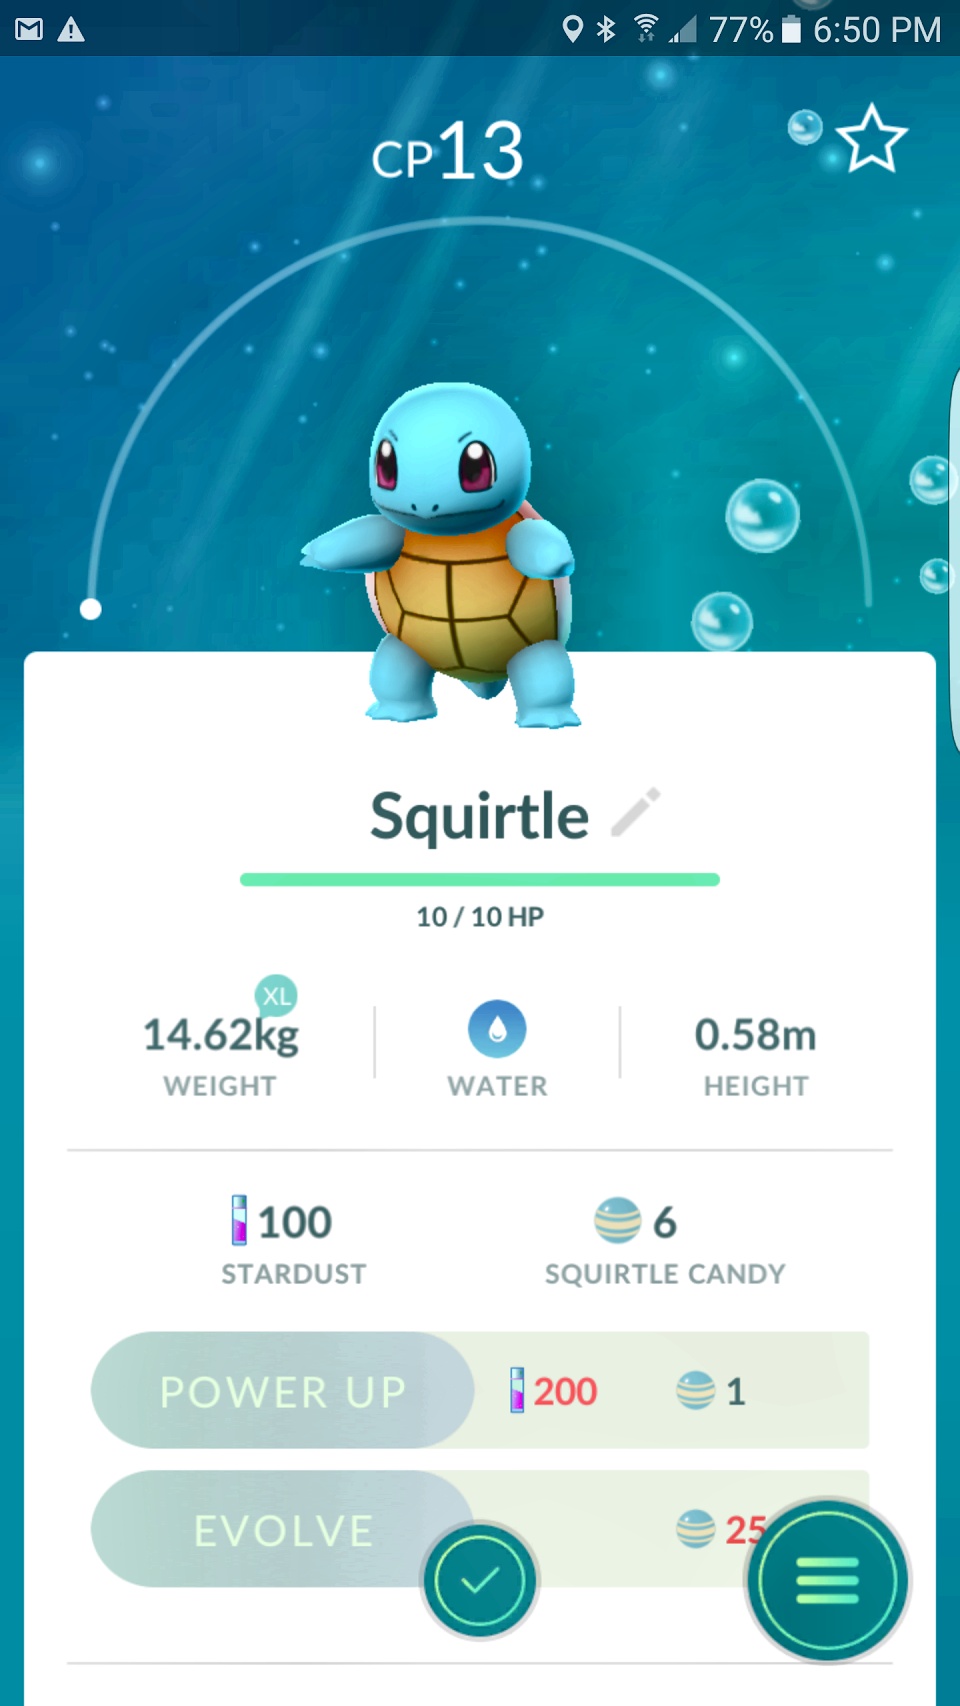 77% 6:50 PM
CP13
Squirtle
10 / 10 HP
XL
14.62kg
WEIGHT
WATER
0.58m
HEIGHT
100
STARDUST
6
SQUIRTLE CANDY
POWER UP 200 1
EVOLVE 25